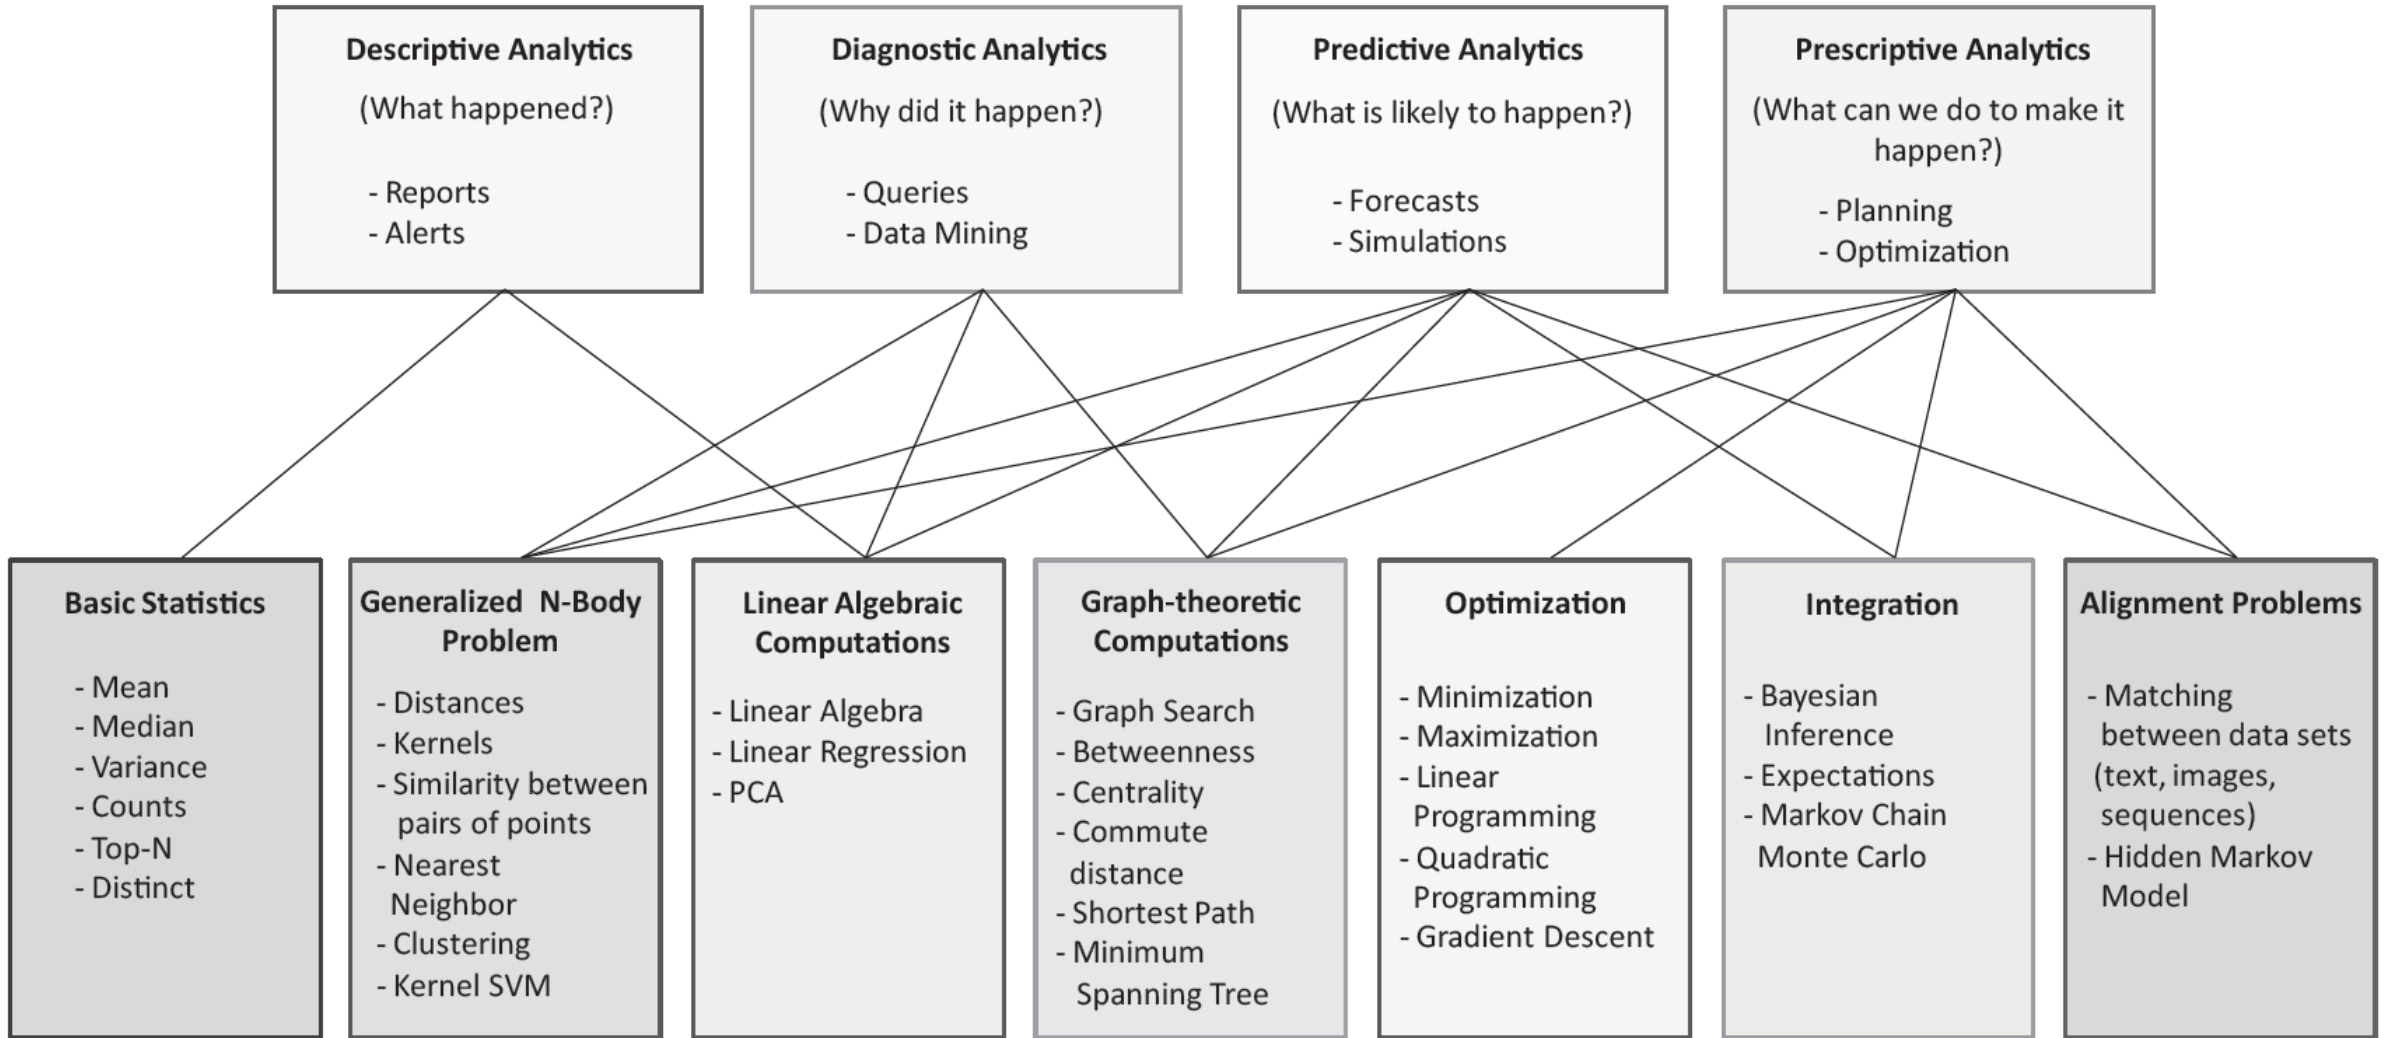 Descriptive Analytics
(What happened?)
- Reports
- Alerts
Diagnostic Analytics
(Why did it happen?)
- Queries
- Data Mining
Predictive Analytics
(What is likely to happen?)
- Forecasts
- Simulations
Prescriptive Analytics
(What can we do to make it
happen?)
- Planning
- Optimization
Basic Statistics
- Mean
- Median
- Variance
- Counts
- Top-N
- Distinct
Generalized N-Body
Problem
- Distances
- Kernels
- Similarity between
pairs of points
- Nearest
Neighbor
- Clustering
- Kernel SVM
Linear Algebraic
Computations
- Linear Algebra
- Linear Regression
- PCA
Graph-theoretic
Computations
- Graph Search
- Betweenness
- Centrality
- Commute
distance
- Shortest Path
- Minimum
Spanning Tree
Optimization
- Minimization
- Maximization
- Linear
Programming
- Quadratic
Programming
- Gradient Descent
Integration
- Bayesian
Inference
- Expectations
- Markov Chain
Monte Carlo
Alignment Problems
- Matching
between data sets
(text, images,
sequences)
- Hidden Markov
Model